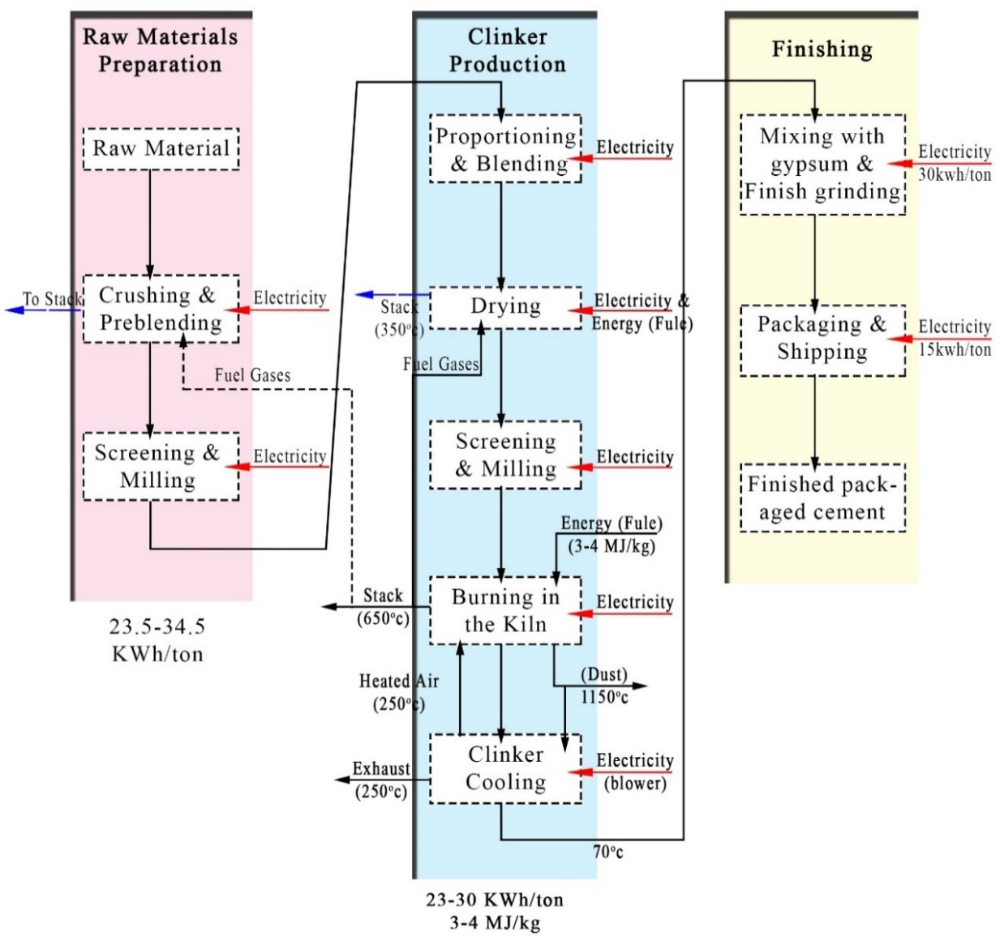 Raw Materials
Preparation
Raw Material
To Stack
Crushing &
Preblending
Electricity
Fuel Gases
Screening &
Milling
Electricity
23.5-34.5
KWh/ton
Clinker
Production
Proportioning
& Blending
Electricity
Stack
(350°c)
Drying
Electricity &
Energy (Fule)
Fuel Gases
Screening
& Milling
Electricity
Energy (Fule)
(3-4 MJ/kg)
Stack
(650°c)
Burning in
the Kiln
Electricity
Heated Air
(250°c)
(Dust)
1150°c
Exhaust
(250°c)
Clinker
Cooling
Electricity
(blower)
70°c
23-30 KWh/ton
3-4 MJ/kg
Finishing
Mixing with
gypsum &
Finish grinding
Electricity
30kwh/ton
Packaging &
Shipping
Electricity
15kwh/ton
Finished pack-
aged cement